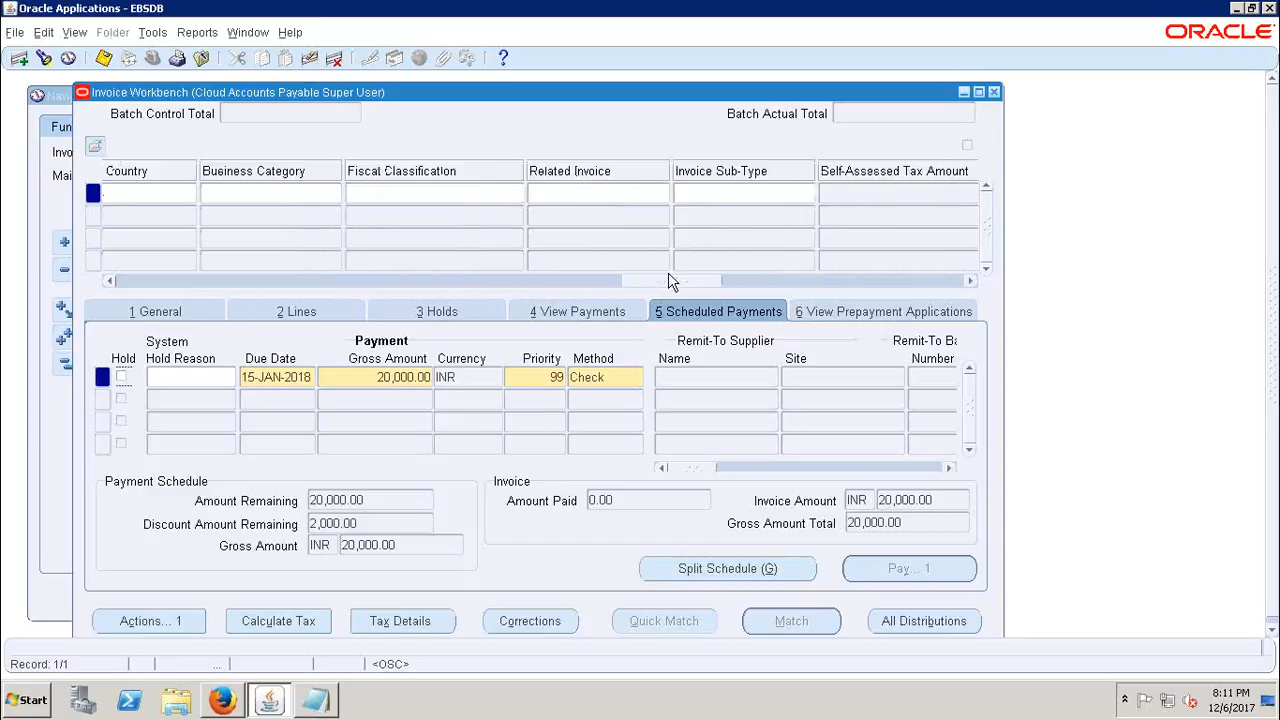 Oracle Applications - EBSDB
File Edit View Folder Tools Reports Window Help
ORACLE
Invoice Workbench (Cloud Accounts Payable Super User)
Batch Control Total
Batch Actual Total
Country Business Category Fiscal Classification Related Invoice Invoice Sub-Type Self-Assessed Tax Amount
1 General 2 Lines 3 Holds 4 View Payments 5 Scheduled Payments 6 View Prepayment Applications
System Payment Remit-To Supplier Remit-To Ba
Hold Hold Reason Due Date Gross Amount Currency Priority Method Name Site Number
15-JAN-2018 20,000.00 INR 99 Check
Payment Schedule
Amount Remaining 20,000.00
Discount Amount Remaining 2,000.00
Gross Amount INR 20,000.00
Invoice
Amount Paid 0.00 Invoice Amount INR 20,000.00
Gross Amount Total 20,000.00
Split Schedule (G) Pay... 1
Actions... 1 Calculate Tax Tax Details Corrections Quick Match Match All Distributions
Record: 1/1 ... <OSC>
Start
8:11 PM
12/6/2017